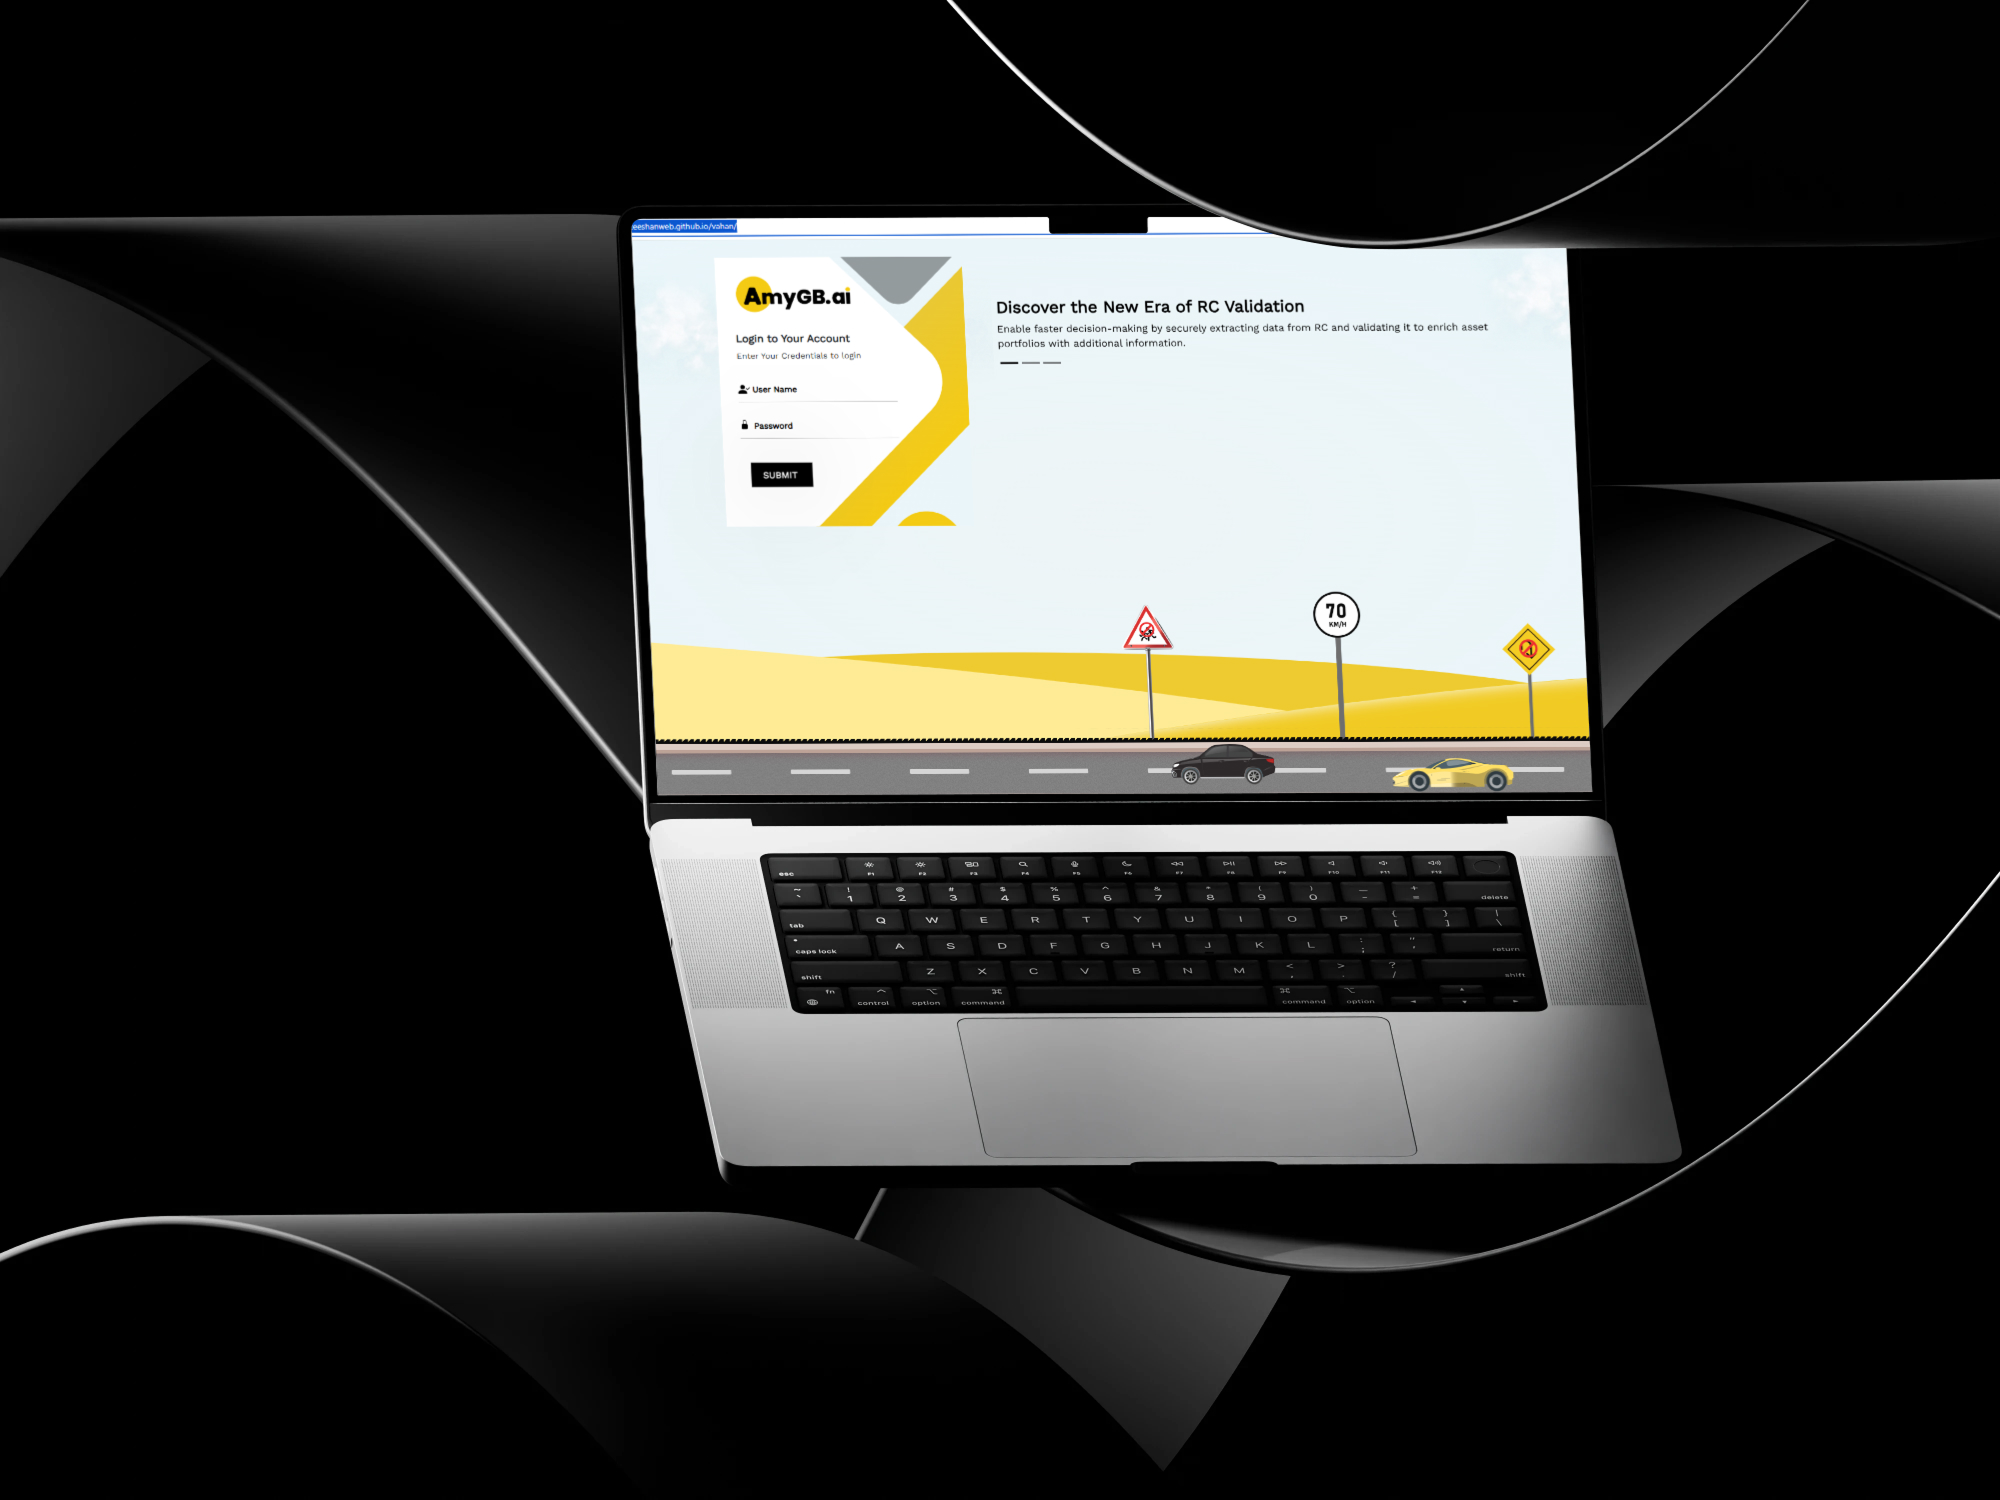 eeshanweb.github.io/vahan/
AmyGB.ai
Login to Your Account
Enter Your Credentials to login
User Name
Password
SUBMIT
Discover the New Era of RC Validation
Enable faster decision-making by securely extracting data from RC and validating it to enrich asset
portfolios with additional information.
70
KM/H
esc F1 F2 F3 F4 F5 F6 F7 F8 F9 F10 F11 F12
~ ! @ # $ % ^ & * ( ) — +
` 1 2 3 4 5 6 7 8 9 0 - = delete
tab Q W E R T Y U I O P { [ } ] | \
caps lock A S D F G H J K L : ; " ' return
shift Z X C V B N M < , > . ? / shift
fn control option command command option